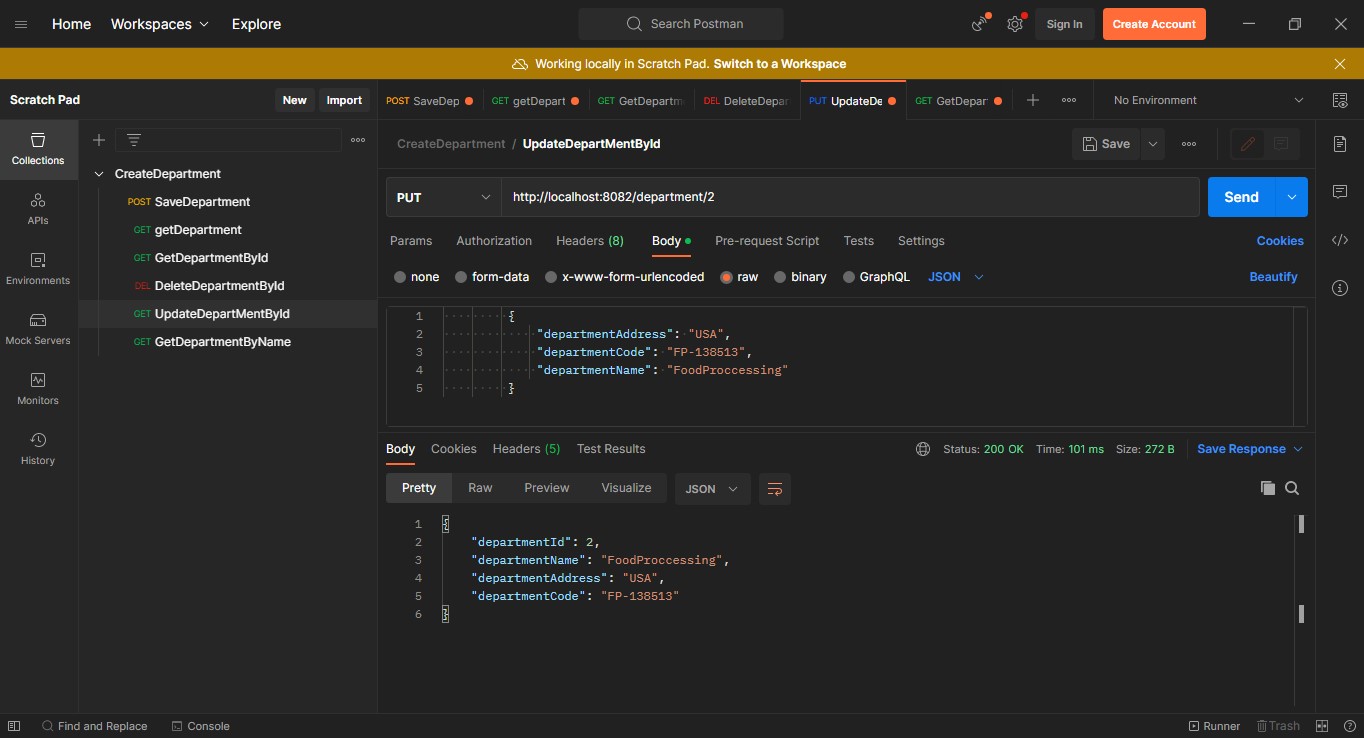 Home Workspaces Explore Search Postman Sign In Create Account
Working locally in Scratch Pad. Switch to a Workspace
Scratch Pad New Import
POST SaveDep GET getDepart GET GetDepartm DEL DeleteDepar PUT UpdateDe GET GetDepar No Environment
Collections
APIs
Environments
Mock Servers
Monitors
History
CreateDepartment
POST SaveDepartment
GET getDepartment
GET GetDepartmentById
DEL DeleteDepartmentById
GET UpdateDepartMentById
GET GetDepartmentByName
CreateDepartment / UpdateDepartMentById Save
PUT http://localhost:8082/department/2 Send
Params Authorization Headers (8) Body Pre-request Script Tests Settings Cookies
none form-data x-www-form-urlencoded raw binary GraphQL JSON Beautify
1 {
2 "departmentAddress": "USA",
3 "departmentCode": "FP-138513",
4 "departmentName": "FoodProccessing"
5 }
Body Cookies Headers (5) Test Results Status: 200 OK Time: 101 ms Size: 272 B Save Response
Pretty Raw Preview Visualize JSON
1 {
2 "departmentId": 2,
3 "departmentName": "FoodProccessing",
4 "departmentAddress": "USA",
5 "departmentCode": "FP-138513"
6 }
Find and Replace Console Runner Trash